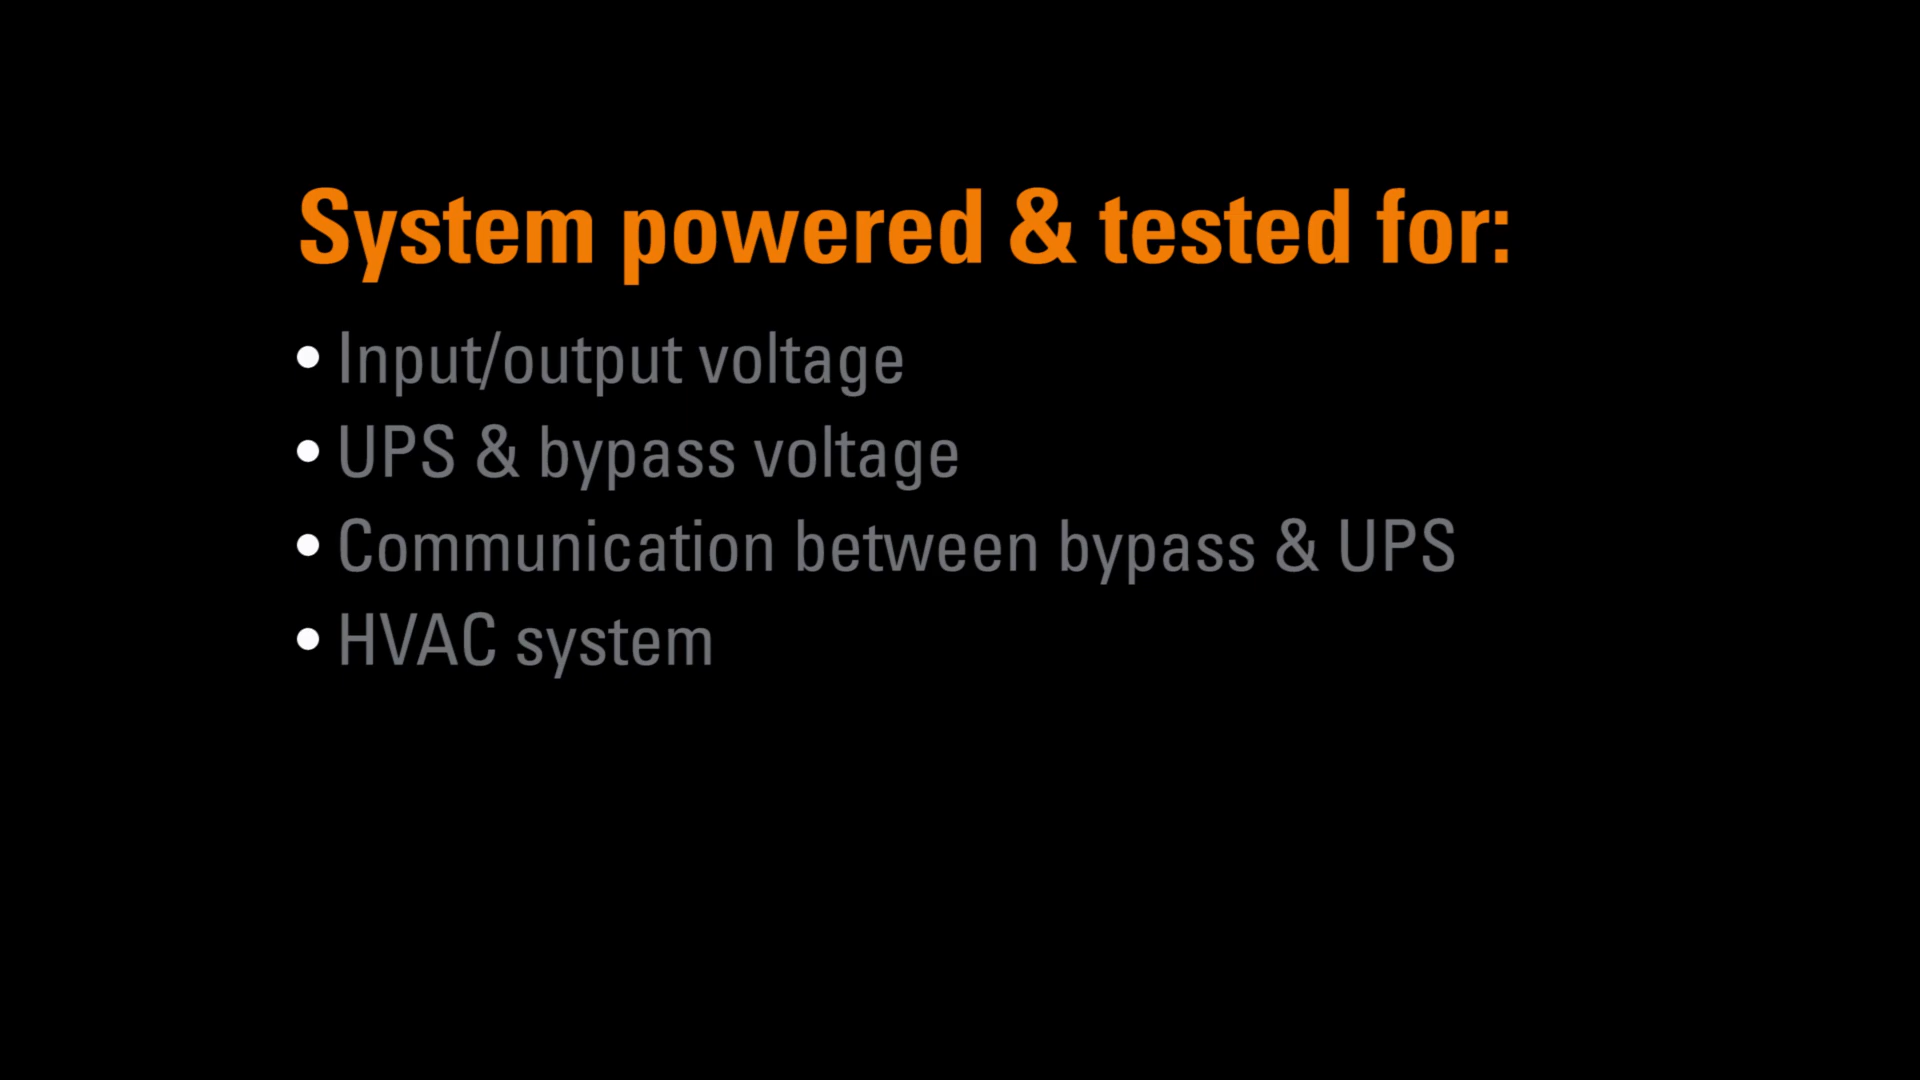 System powered & tested for:
• Input/output voltage
• UPS & bypass voltage
• Communication between bypass & UPS
• HVAC system